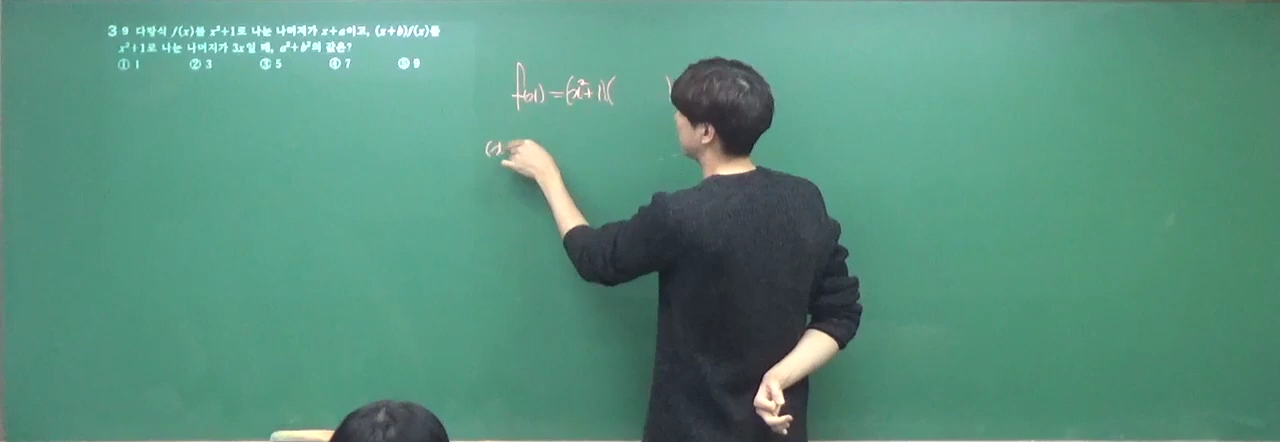 39 다항식 f(x)를 x²+1로 나눈 나머지가 x+a이고, (x+b)f(x)를
x²+1로 나눈 나머지가 3x일 때, a²+b²의 값은?
① 1 ② 3 ③ 5 ④ 7 ⑤ 9
f(x)=(x²+1)( )
(x